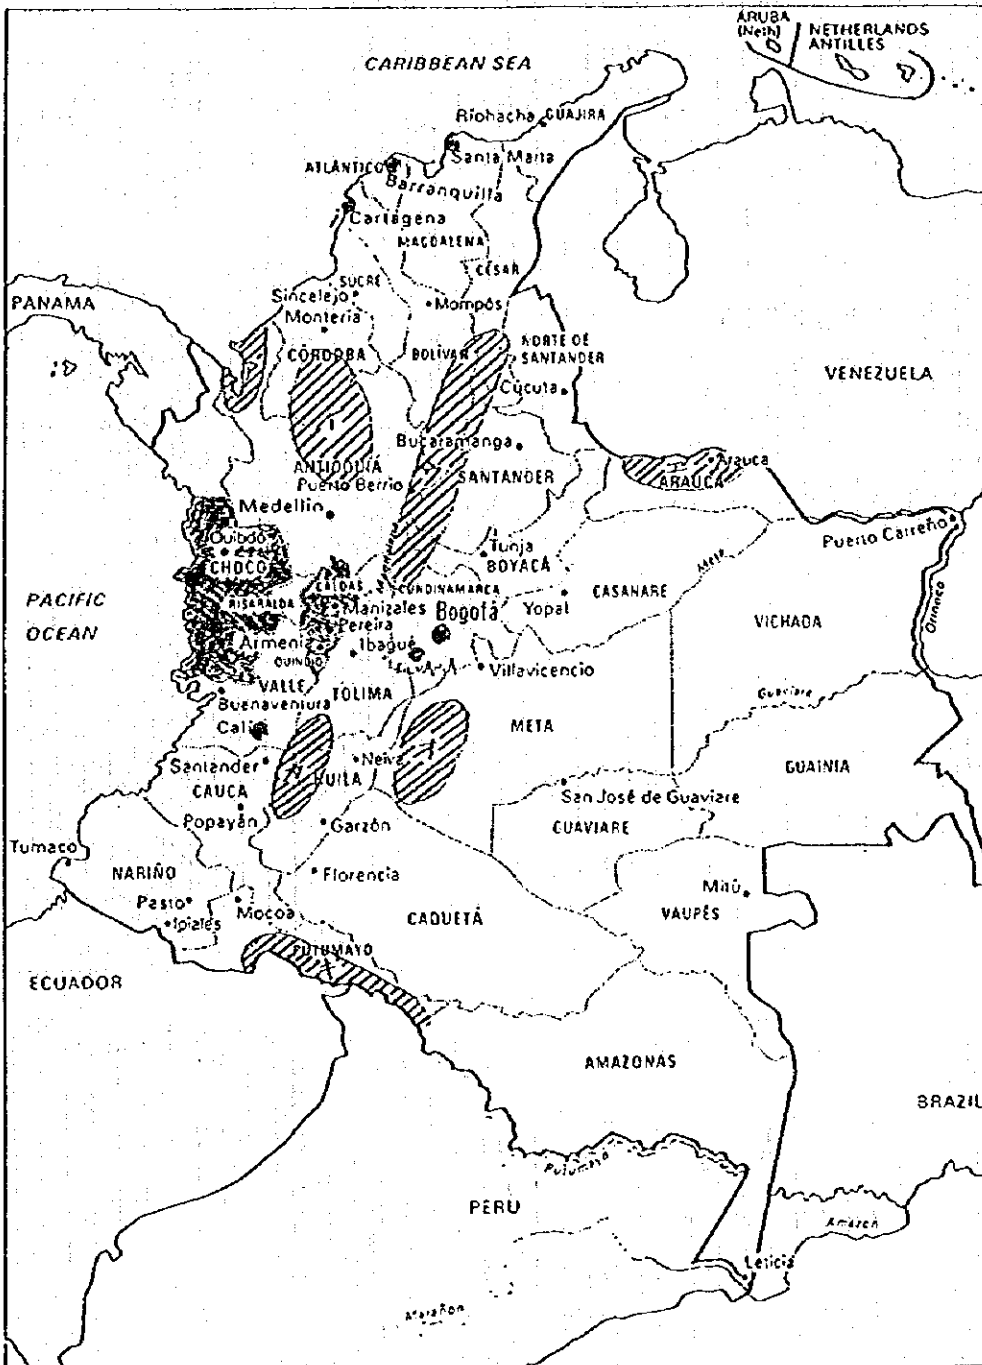 ARUBA
(Neth)
NETHERLANDS
ANTILLES
CARIBBEAN SEA
Riohacha
GUAJIRA
Santa Marta
ATLÁNTICO
Barranquilla
Cartagena
MAGDALENA
CÉSAR
SUCRE
Sincelejo
Mompós
PANAMA
Montería
CÓRDOBA
BOLÍVAR
NORTE DE
SANTANDER
VENEZUELA
Cúcuta
Bucaramanga
ANTIOQUIA
SANTANDER
Arauca
ARAUCA
Puerto Berrio
Medellín
Puerto Carreño
Quibdó
CHOCÓ
Tunja
BOYACÁ
Meta
CALDAS
CUNDINAMARCA
CASANARE
PACIFIC
OCEAN
RISARALDA
Manizales
Bogotá
Yopal
Orinoco
VICHADA
Pereira
Armenia
Ibagué
QUINDIO
Villavicencio
VALLE
TOLIMA
Buenaventura
Guaviare
Cali
META
Santander
Neiva
HUILA
GUAINIA
CAUCA
San José de Guaviare
Popayán
Garzón
GUAVIARE
Tumaco
NARIÑO
Florencia
Mitú
Pasto
Mocoa
CAQUETÁ
VAUPÉS
Ipiales
PUTUMAYO
ECUADOR
AMAZONAS
BRAZIL
Putumayo
PERU
Amazon
Leticia
Marañon